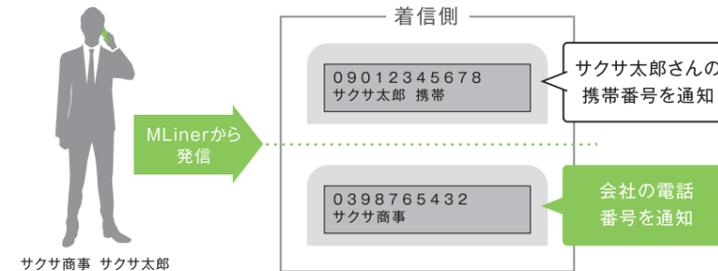 着信側
09012345678
サクサ太郎 携帯
サクサ太郎さんの
携帯番号を通知
MLinerから
発信
0398765432
サクサ商事
会社の電話
番号を通知
サクサ商事 サクサ太郎